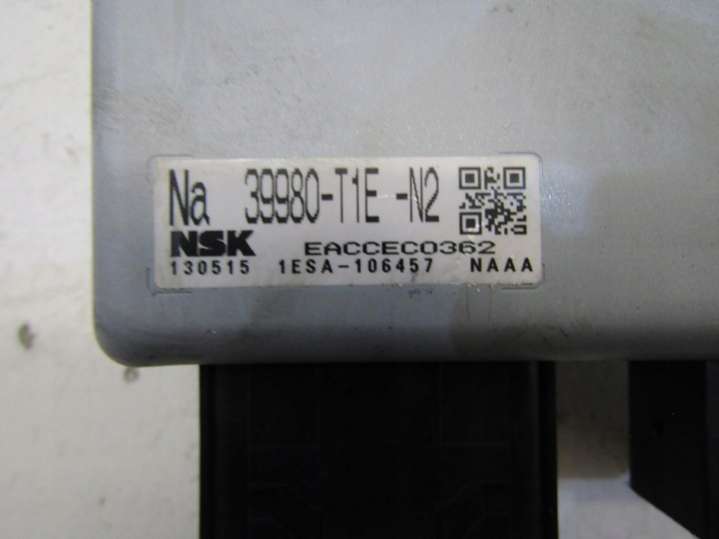 Na 39980-T1E -N2
NSK EACCEC0362
130515 1ESA-106457 NAAA